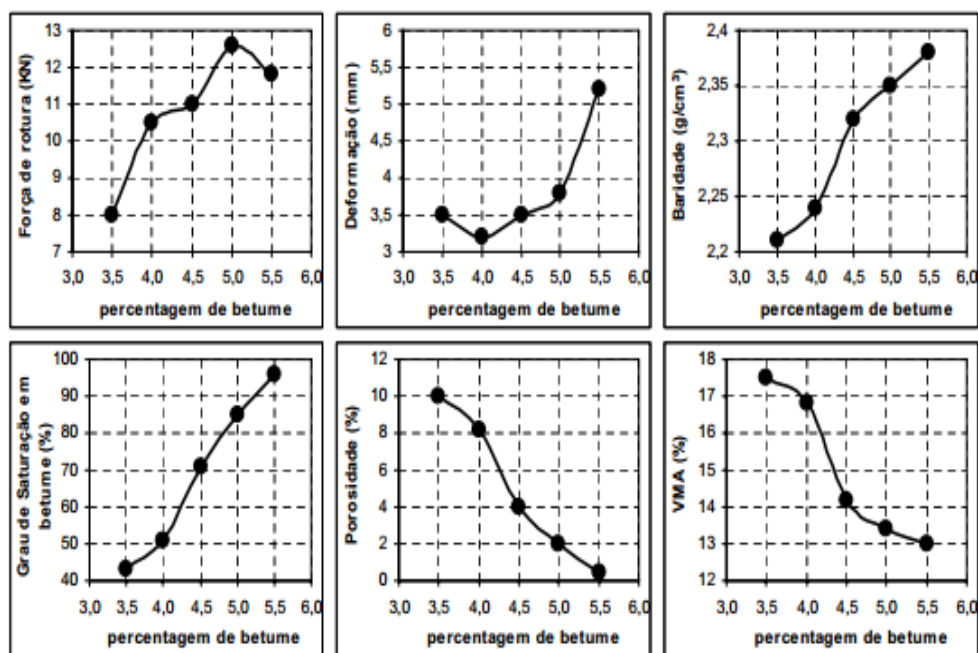 Força de rotura (KN)
13
12
11
10
9
8
7
3,0 3,5 4,0 4,5 5,0 5,5 6,0
percentagem de betume
Deformação (mm)
6
5,5
5
4,5
4
3,5
3
3,0 3,5 4,0 4,5 5,0 5,5 6,0
percentagem de betume
Baridade (g/cm³)
2,4
2,35
2,3
2,25
2,2
3,0 3,5 4,0 4,5 5,0 5,5 6,0
percentagem de betume
Grau de Saturação em
betume (%)
100
90
80
70
60
50
40
3,0 3,5 4,0 4,5 5,0 5,5 6,0
percentagem de betume
Porosidade (%)
12
10
8
6
4
2
0
3,0 3,5 4,0 4,5 5,0 5,5 6,0
percentagem de betume
VMA (%)
18
17
16
15
14
13
12
3,0 3,5 4,0 4,5 5,0 5,5 6,0
percentagem de betume